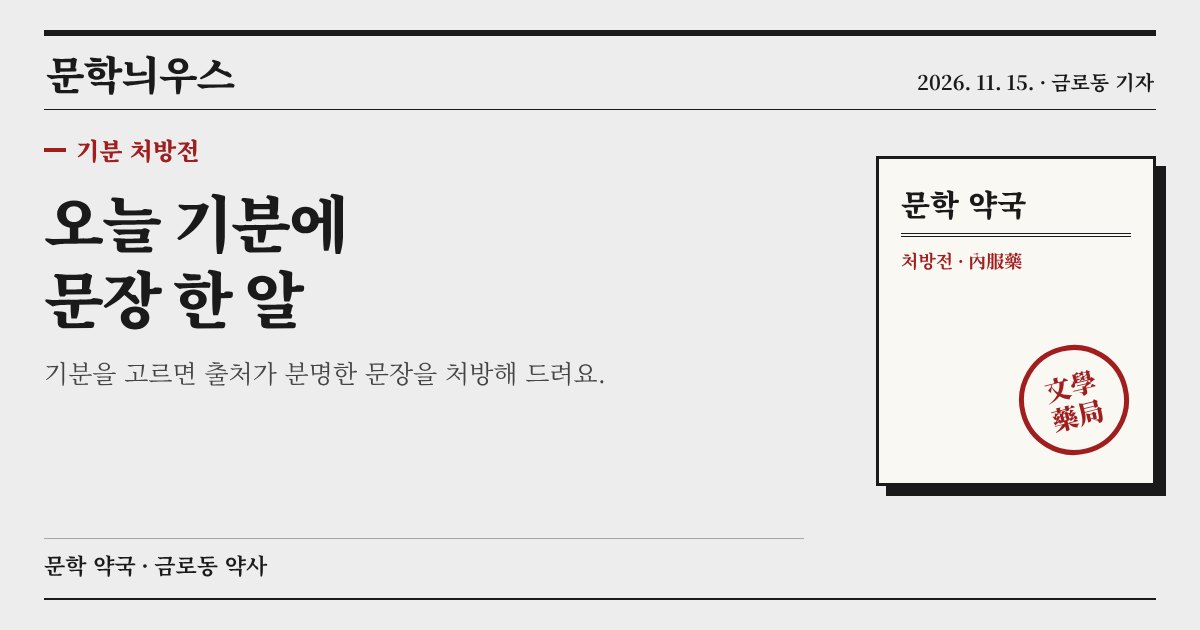 문학늬우스
2026. 11. 15. · 금로동 기자
기분 처방전
오늘 기분에
문장 한 알
기분을 고르면 출처가 분명한 문장을 처방해 드려요.
문학 약국
처방전 · 內服藥
文學
藥局
문학 약국 · 금로동 약사